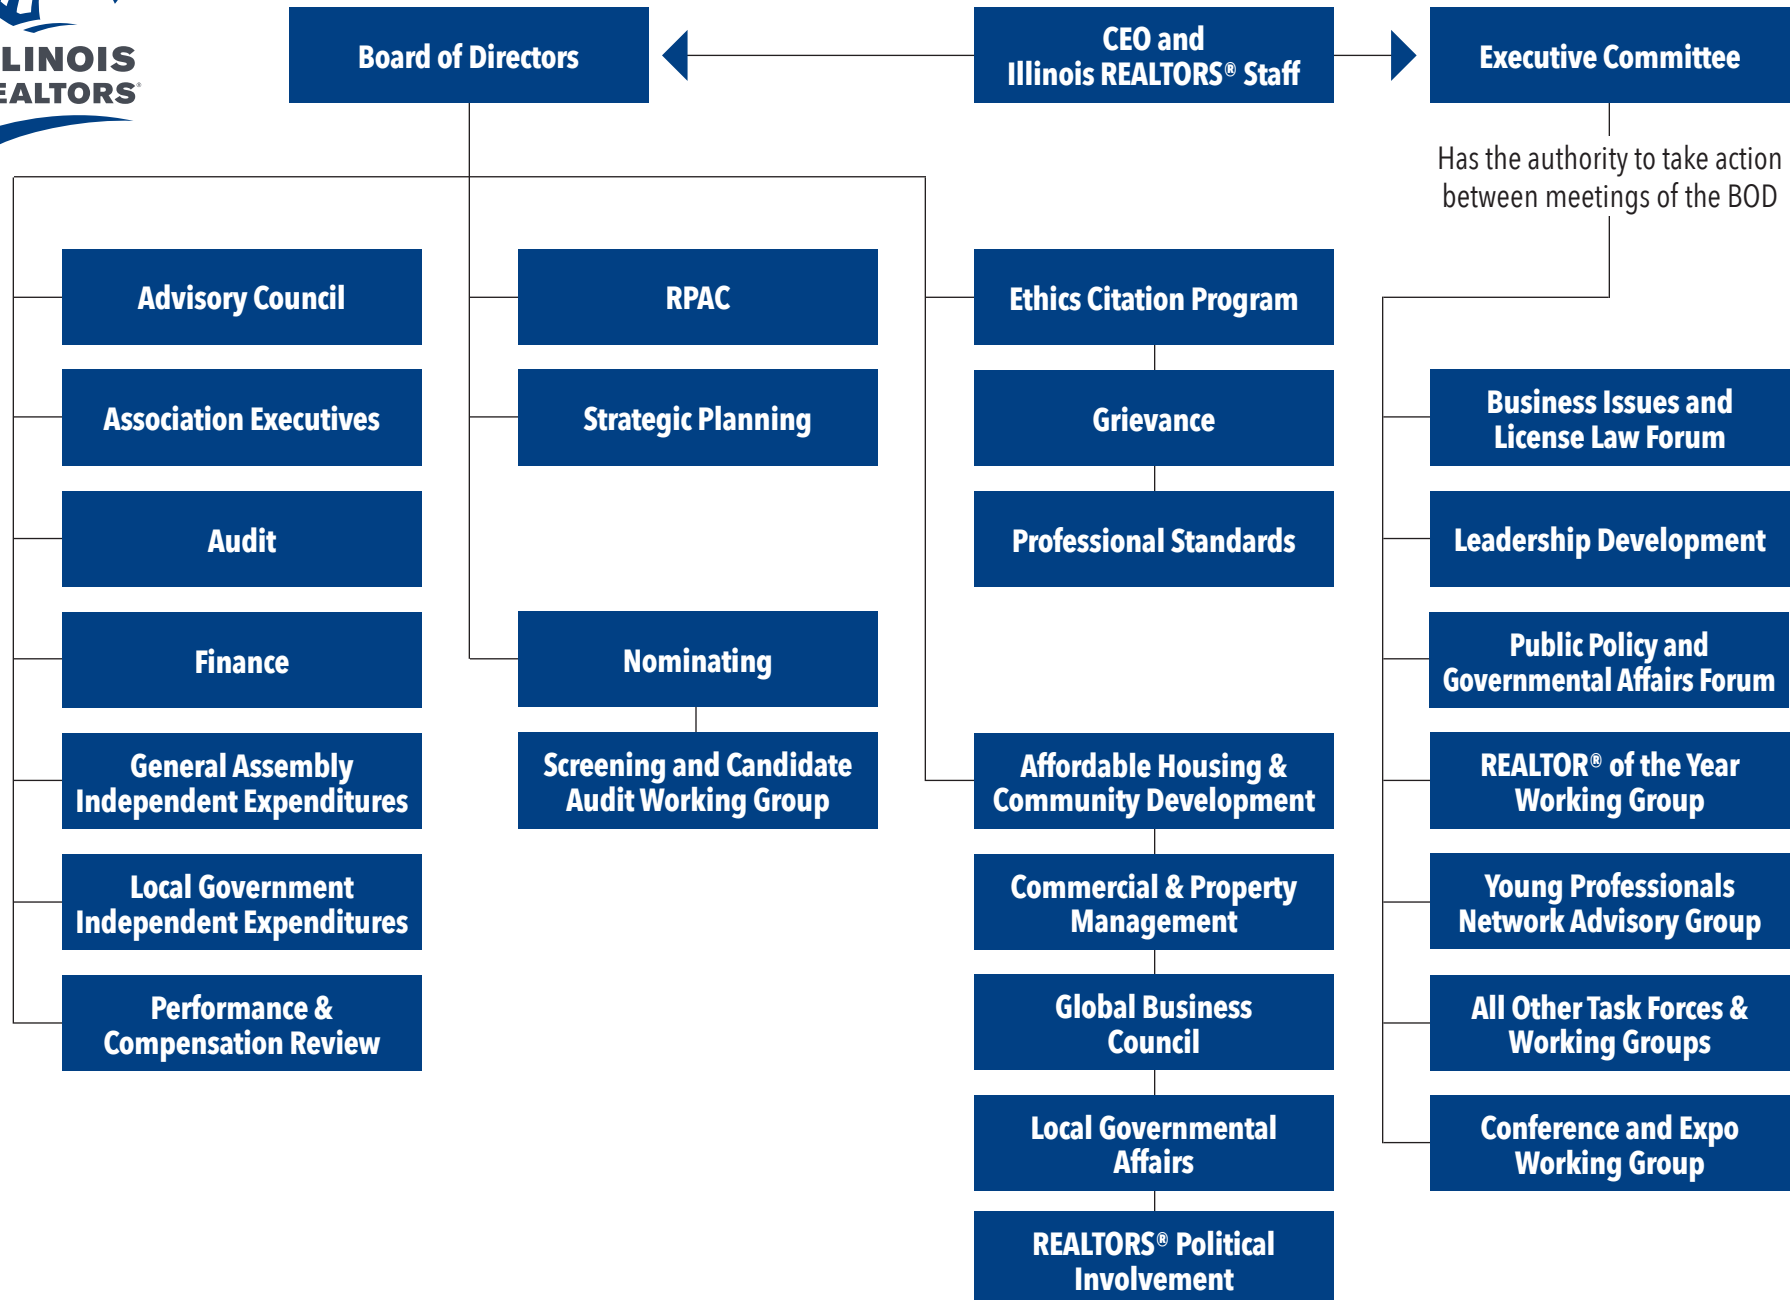 LLINOIS
EALTORS®
Board of Directors
CEO and
Illinois REALTORS® Staff
Executive Committee
Has the authority to take action
between meetings of the BOD
Advisory Council
Association Executives
Audit
Finance
General Assembly
Independent Expenditures
Local Government
Independent Expenditures
Performance &
Compensation Review
RPAC
Strategic Planning
Nominating
Screening and Candidate
Audit Working Group
Ethics Citation Program
Grievance
Professional Standards
Affordable Housing &
Community Development
Commercial & Property
Management
Global Business
Council
Local Governmental
Affairs
REALTORS® Political
Involvement
Business Issues and
License Law Forum
Leadership Development
Public Policy and
Governmental Affairs Forum
REALTOR® of the Year
Working Group
Young Professionals
Network Advisory Group
All Other Task Forces &
Working Groups
Conference and Expo
Working Group